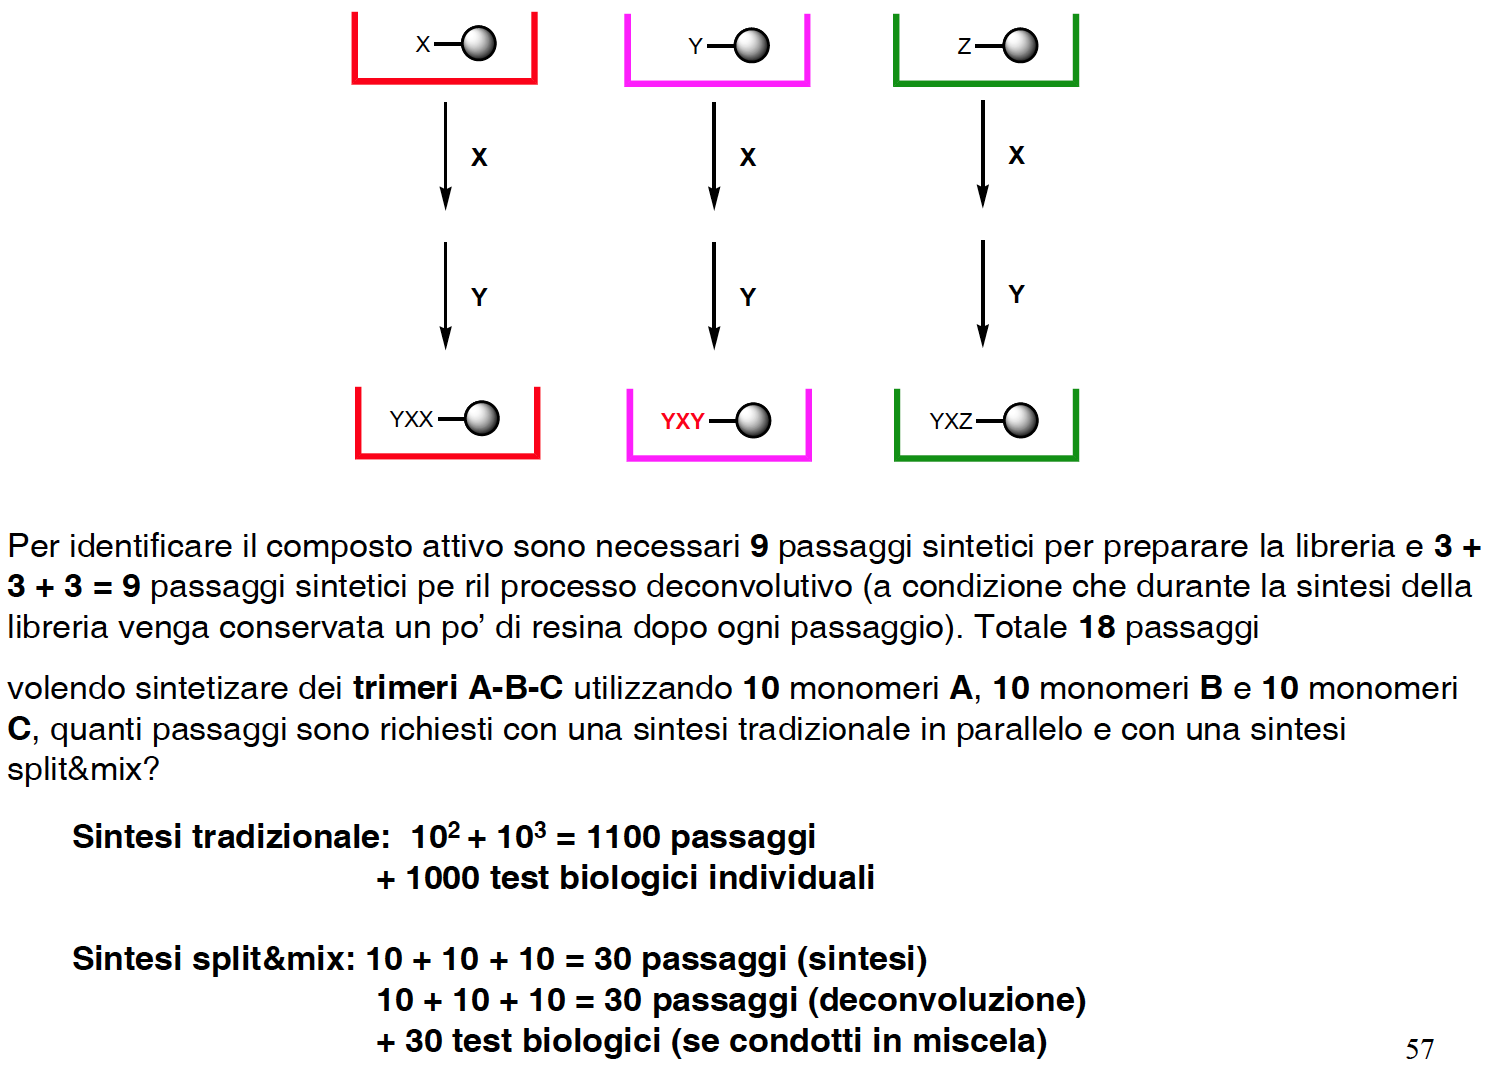 X Y Z
X X X
Y Y Y
YXX YXY YXZ
Per identificare il composto attivo sono necessari 9 passaggi sintetici per preparare la libreria e 3 +
3 + 3 = 9 passaggi sintetici pe ril processo deconvolutivo (a condizione che durante la sintesi della
libreria venga conservata un po’ di resina dopo ogni passaggio). Totale 18 passaggi
volendo sintetizare dei trimeri A-B-C utilizzando 10 monomeri A, 10 monomeri B e 10 monomeri
C, quanti passaggi sono richiesti con una sintesi tradizionale in parallelo e con una sintesi
split&mix?
Sintesi tradizionale: 10² + 10³ = 1100 passaggi
+ 1000 test biologici individuali
Sintesi split&mix: 10 + 10 + 10 = 30 passaggi (sintesi)
10 + 10 + 10 = 30 passaggi (deconvoluzione)
+ 30 test biologici (se condotti in miscela)
57